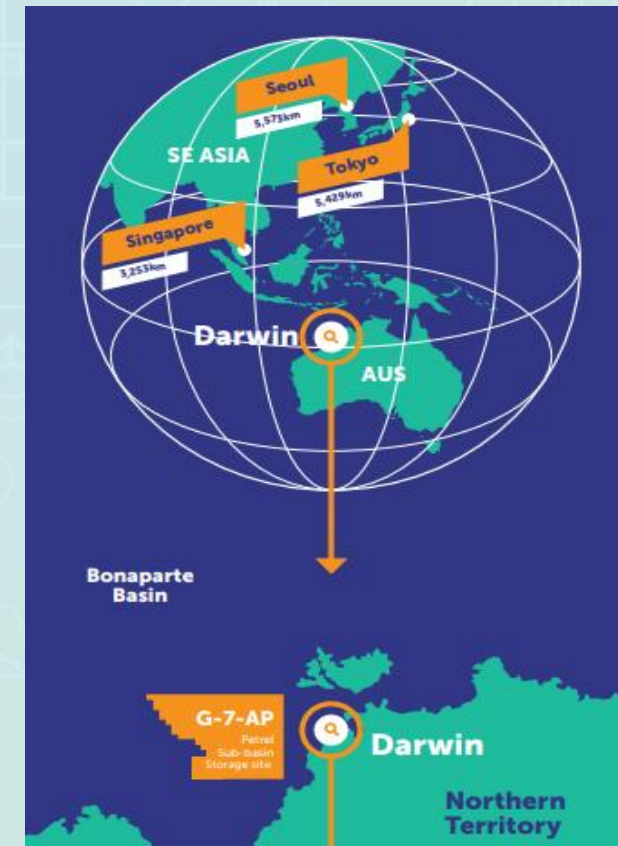 Seoul
5,575km
SE ASIA
Tokyo
5,429km
Singapore
3,253km
Darwin
AUS
Bonaparte
Basin
G-7-AP
Petrel
Sub-basin
Storage site
Darwin
Northern
Territory